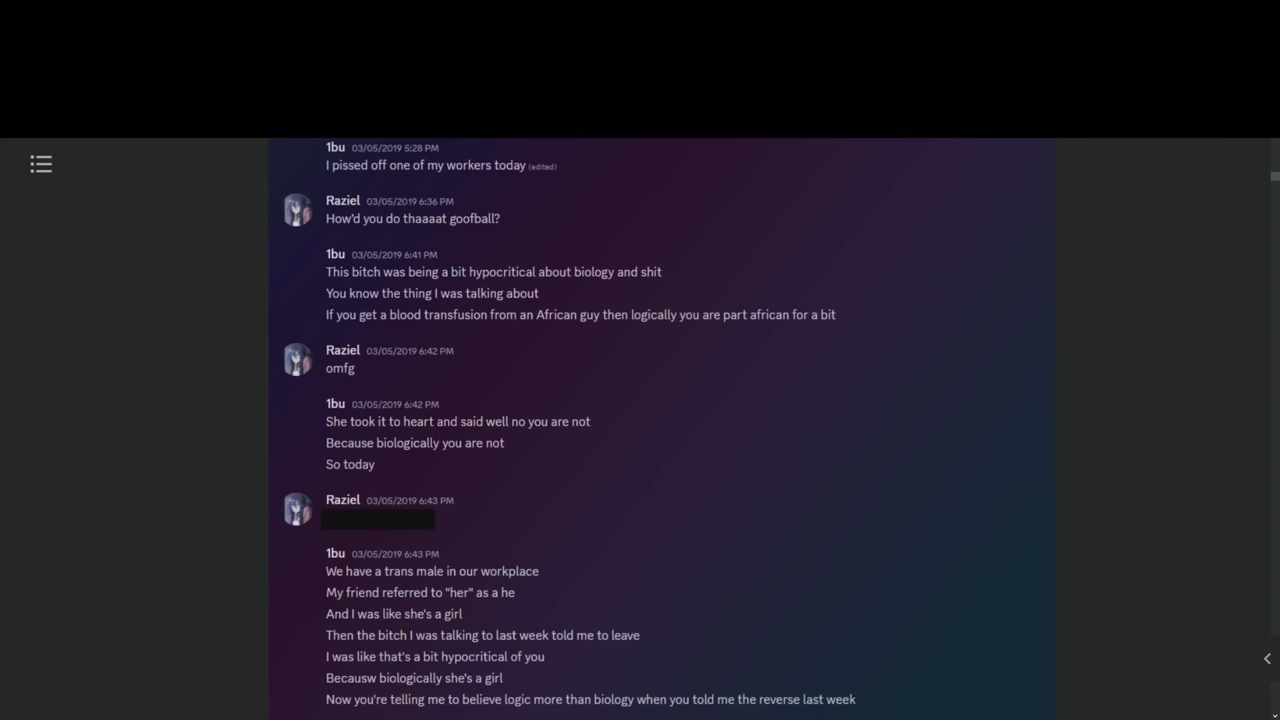 1bu 03/05/2019 5:28 PM
I pissed off one of my workers today (edited)
Raziel 03/05/2019 6:36 PM
How'd you do thaaaat goofball?
1bu 03/05/2019 6:41 PM
This bitch was being a bit hypocritical about biology and shit
You know the thing I was talking about
If you get a blood transfusion from an African guy then logically you are part african for a bit
Raziel 03/05/2019 6:42 PM
omfg
1bu 03/05/2019 6:42 PM
She took it to heart and said well no you are not
Because biologically you are not
So today
Raziel 03/05/2019 6:43 PM
1bu 03/05/2019 6:43 PM
We have a trans male in our workplace
My friend referred to "her" as a he
And I was like she's a girl
Then the bitch I was talking to last week told me to leave
I was like that's a bit hypocritical of you
Becausw biologically she's a girl
Now you're telling me to believe logic more than biology when you told me the reverse last week